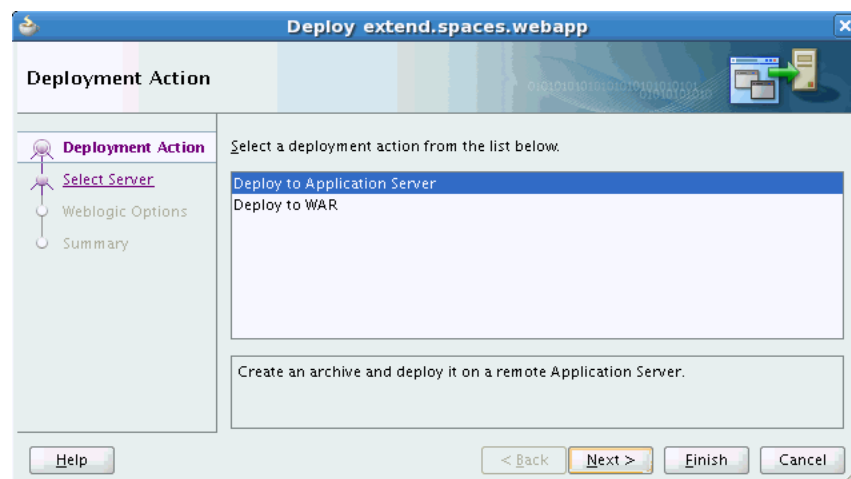 Deploy extend.spaces.webapp
Deployment Action
Deployment Action
Select Server
Weblogic Options
Summary
Select a deployment action from the list below.
Deploy to Application Server
Deploy to WAR
Create an archive and deploy it on a remote Application Server.
Help
< Back
Next >
Finish
Cancel